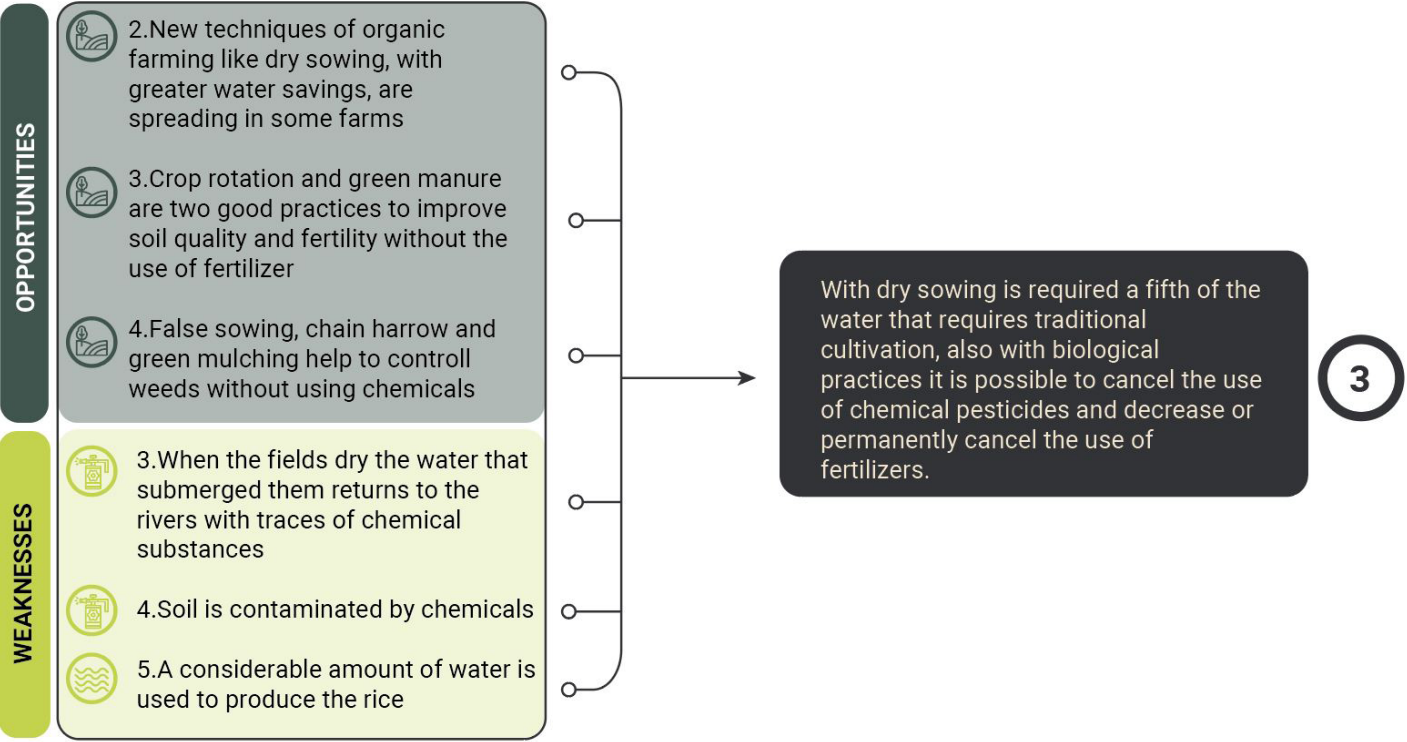 OPPORTUNITIES
2.New techniques of organic
farming like dry sowing, with
greater water savings, are
spreading in some farms
3.Crop rotation and green manure
are two good practices to improve
soil quality and fertility without the
use of fertilizer
4.False sowing, chain harrow and
green mulching help to controll
weeds without using chemicals
WEAKNESSES
3.When the fields dry the water that
submerged them returns to the
rivers with traces of chemical
substances
4.Soil is contaminated by chemicals
5.A considerable amount of water is
used to produce the rice
With dry sowing is required a fifth of the
water that requires traditional
cultivation, also with biological
practices it is possible to cancel the use
of chemical pesticides and decrease or
permanently cancel the use of
fertilizers.
3